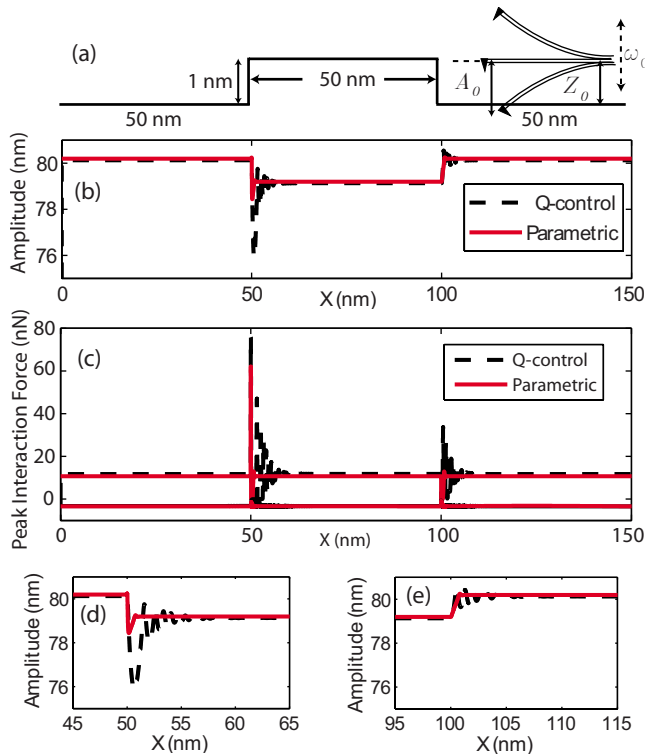 (a)
1 nm
50 nm
A₀
Z₀
ω₀
50 nm
50 nm
Amplitude (nm)
80
78
76
(b)
Q-control
Parametric
0
50
100
150
X (nm)
Peak Interaction Force (nN)
80
60
40
20
0
(c)
Q-control
Parametric
0
50
100
150
X (nm)
Amplitude (nm)
80
78
76
(d)
45
50
55
60
65
X (nm)
Amplitude (nm)
80
78
76
(e)
95
100
105
110
115
X (nm)